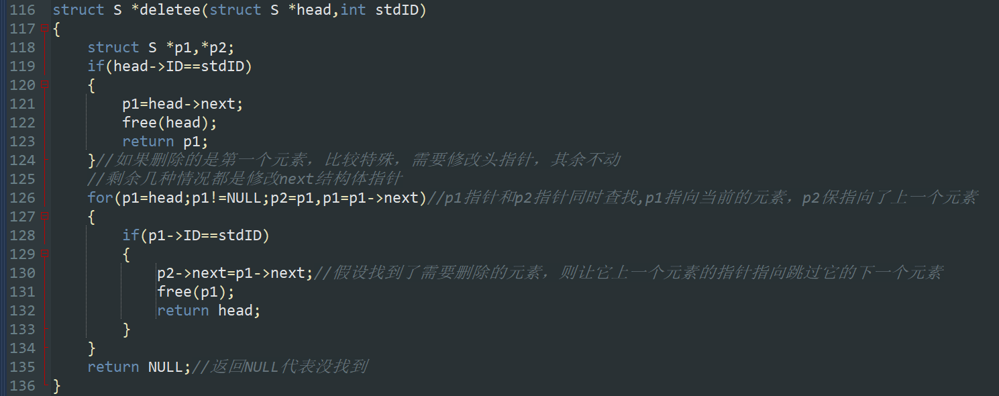 116 struct S *deletee(struct S *head,int stdID)
117 {
118     struct S *p1,*p2;
119     if(head->ID==stdID)
120     {
121         p1=head->next;
122         free(head);
123         return p1;
124     }//如果删除的是第一个元素，比较特殊，需要修改头指针，其余不动
125     //剩余几种情况都是修改next结构体指针
126     for(p1=head;p1!=NULL;p2=p1,p1=p1->next)//p1指针和p2指针同时查找,p1指向当前的元素，p2保指向了上一个元素
127     {
128         if(p1->ID==stdID)
129         {
130             p2->next=p1->next;//假设找到了需要删除的元素，则让它上一个元素的指针指向跳过它的下一个元素
131             free(p1);
132             return head;
133         }
134     }
135     return NULL;//返回NULL代表没找到
136 }